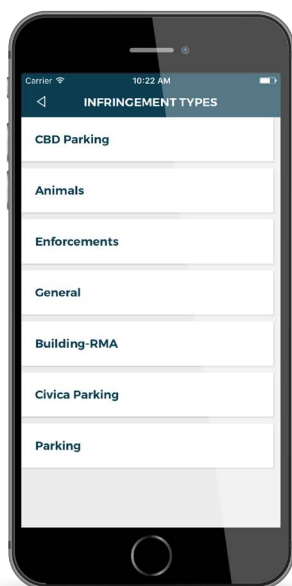 Carrier 10:22 AM
INFRINGEMENT TYPES
CBD Parking
Animals
Enforcements
General
Building-RMA
Civica Parking
Parking